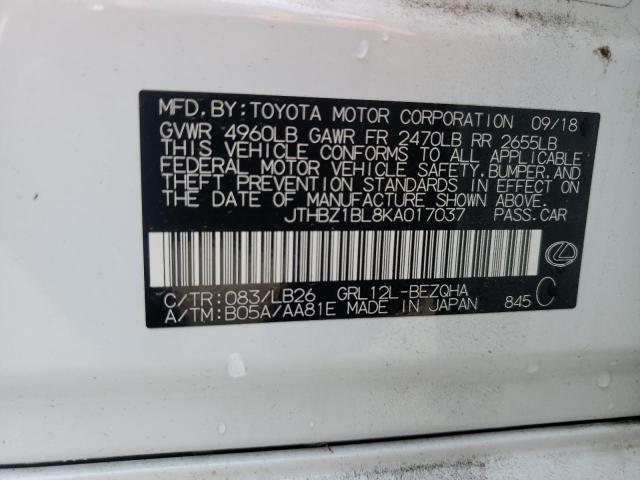 MFD. BY: TOYOTA MOTOR CORPORATION 09/18
GVWR 4960LB GAWR FR 2470LB RR 2655LB
THIS VEHICLE CONFORMS TO ALL APPLICABLE
FEDERAL MOTOR VEHICLE SAFETY, BUMPER, AND
THEFT PREVENTION STANDARDS IN EFFECT ON
THE DATE OF MANUFACTURE SHOWN ABOVE.
JTHBZ1BL8KA017037 PASS. CAR
C/TR: 083/LB26 GRL12L-BEZQHA
A/TM: B05A/AA81E MADE IN JAPAN 845 C